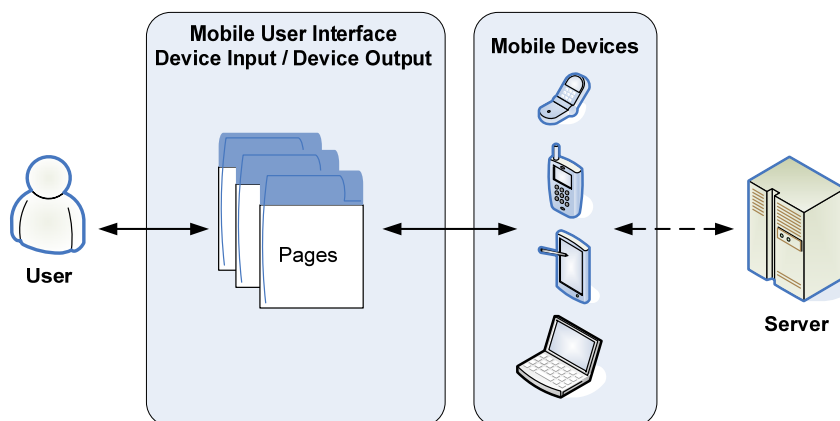 Mobile User Interface
Device Input / Device Output
Mobile Devices
Pages
User
Server